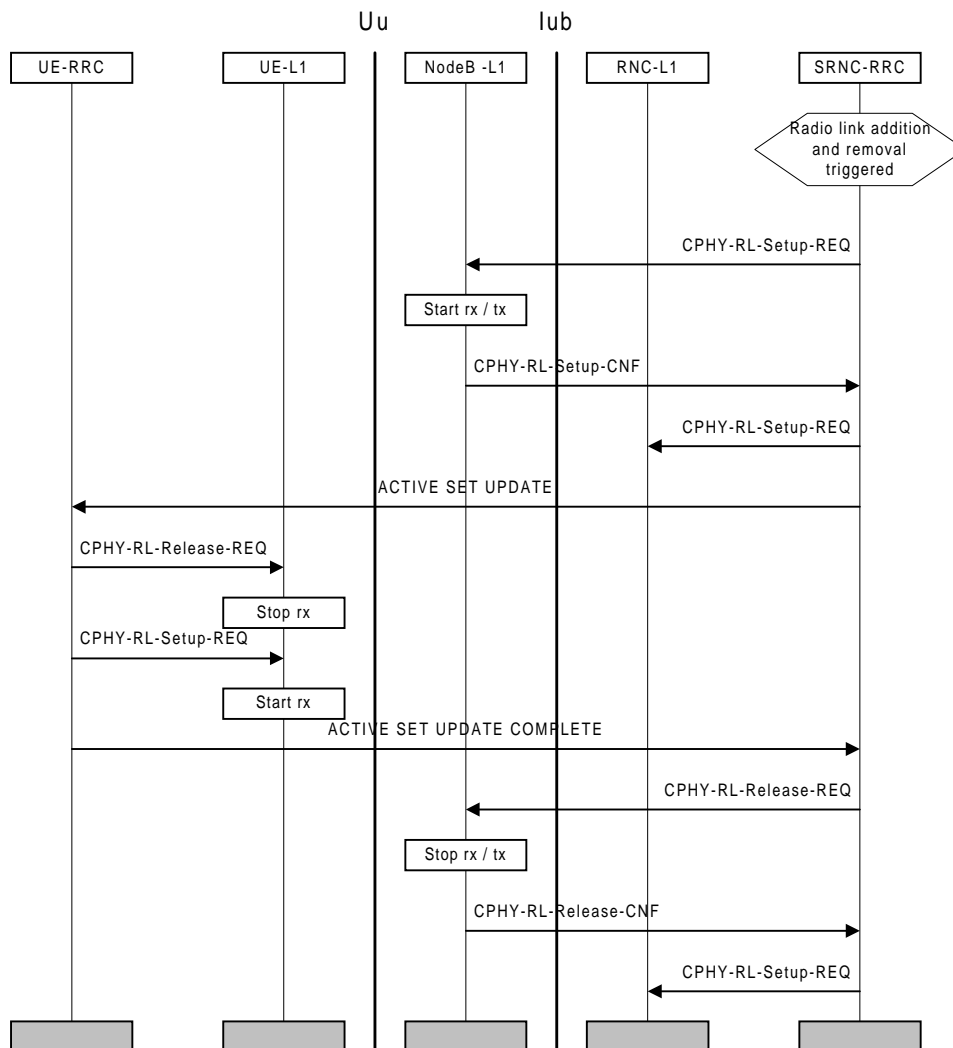 Uu
Iub
UE-RRC
UE-L1
NodeB -L1
RNC-L1
SRNC-RRC
Radio link addition
and removal
triggered
CPHY-RL-Setup-REQ
Start rx / tx
CPHY-RL-Setup-CNF
CPHY-RL-Setup-REQ
ACTIVE SET UPDATE
CPHY-RL-Release-REQ
Stop rx
CPHY-RL-Setup-REQ
Start rx
ACTIVE SET UPDATE COMPLETE
CPHY-RL-Release-REQ
Stop rx / tx
CPHY-RL-Release-CNF
CPHY-RL-Setup-REQ